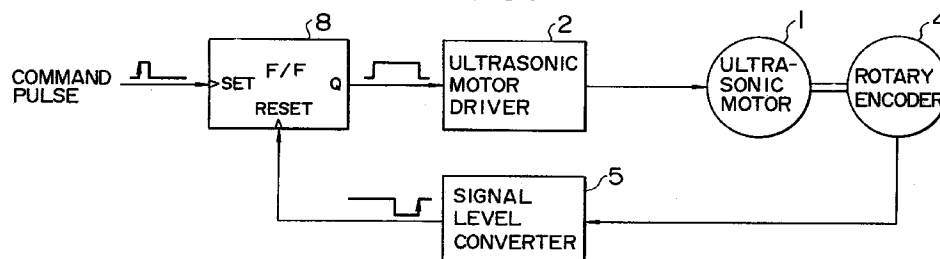 8
2
1
4
COMMAND
PULSE
SET
F/F
Q
RESET
ULTRASONIC
MOTOR
DRIVER
ULTRA-
SONIC
MOTOR
ROTARY
ENCODER
5
SIGNAL
LEVEL
CONVERTER